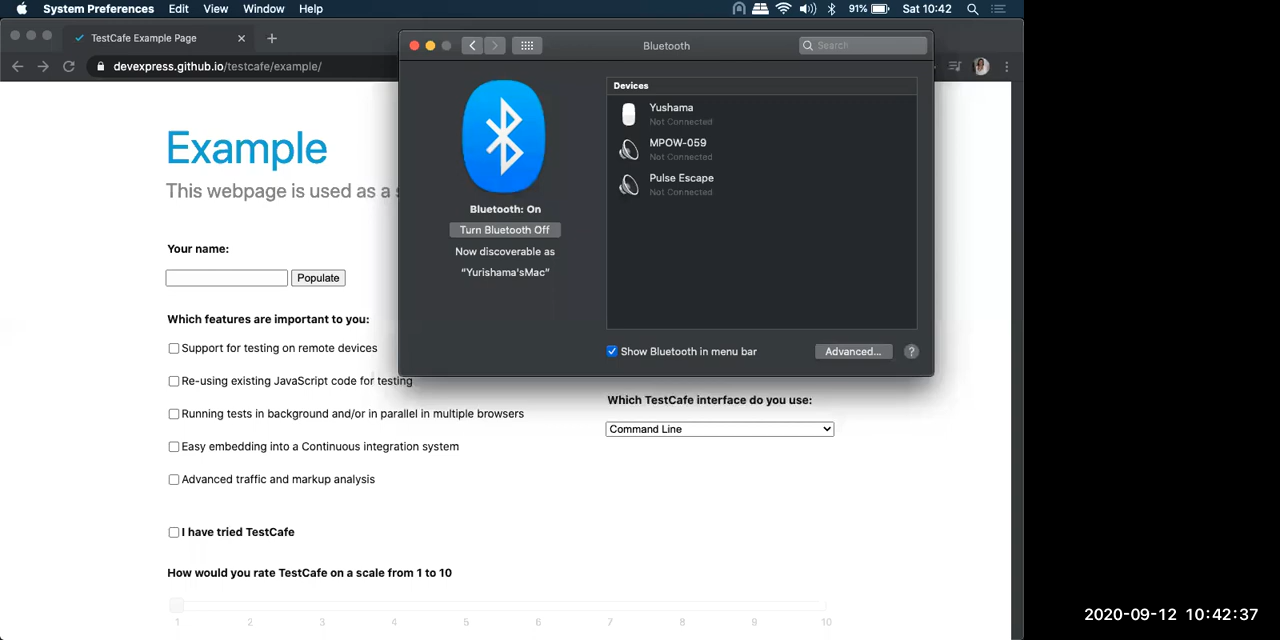 System Preferences Edit View Window Help 91% Sat 10:42
TestCafe Example Page
devexpress.github.io/testcafe/example/
Bluetooth
Search
Devices
Yushama
Not Connected
MPOW-059
Not Connected
Pulse Escape
Not Connected
Bluetooth: On
Turn Bluetooth Off
Now discoverable as
“Yurishama'sMac”
Show Bluetooth in menu bar
Advanced...
?
Example
This webpage is used as a
Your name:
Populate
Which features are important to you:
Support for testing on remote devices
Re-using existing JavaScript code for testing
Running tests in background and/or in parallel in multiple browsers
Easy embedding into a Continuous integration system
Advanced traffic and markup analysis
Which TestCafe interface do you use:
Command Line
I have tried TestCafe
How would you rate TestCafe on a scale from 1 to 10
1 2 3 4 5 6 7 8 9 10
2020-09-12 10:42:37